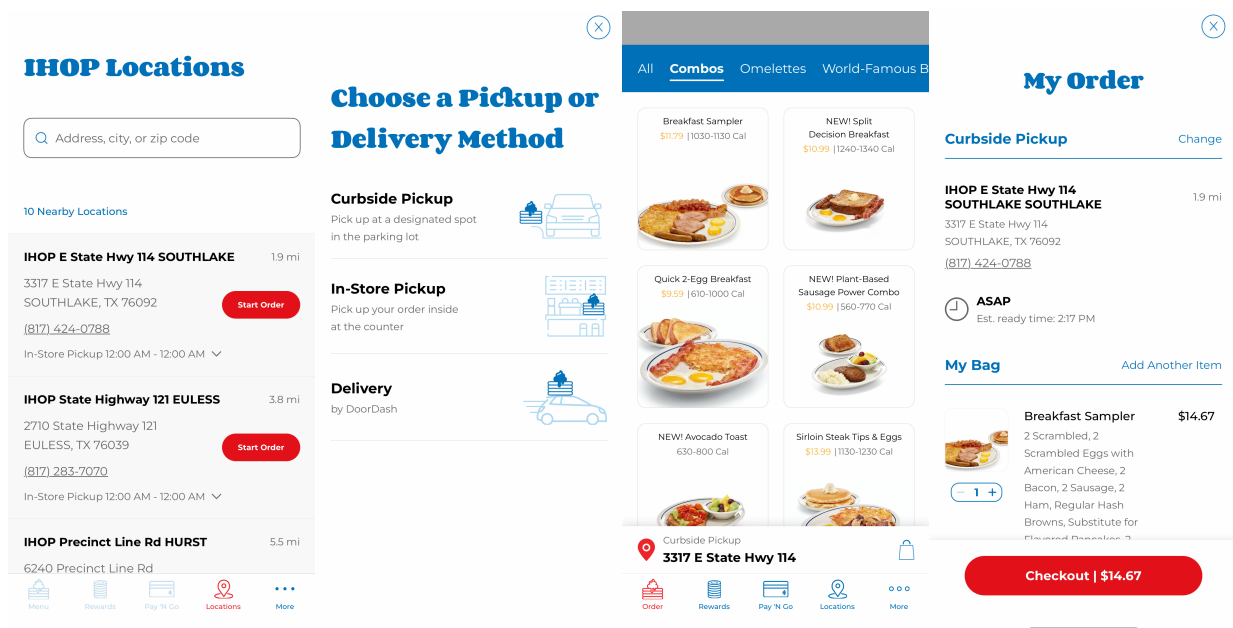 IHOP Locations
Address, city, or zip code
10 Nearby Locations
IHOP E State Hwy 114 SOUTHLAKE
1.9 mi
3317 E State Hwy 114
SOUTHLAKE, TX 76092
Start Order
(817) 424-0788
In-Store Pickup 12:00 AM - 12:00 AM
IHOP State Highway 121 EULESS
3.8 mi
2710 State Highway 121
EULESS, TX 76039
Start Order
(817) 283-7070
In-Store Pickup 12:00 AM - 12:00 AM
IHOP Precinct Line Rd HURST
5.5 mi
6240 Precinct Line Rd
Menu
Rewards
Pay 'N Go
Locations
More
Choose a Pickup or
Delivery Method
Curbside Pickup
Pick up at a designated spot
in the parking lot
In-Store Pickup
Pick up your order inside
at the counter
Delivery
by DoorDash
All Combos Omelettes World-Famous B
Breakfast Sampler
$11.79 | 1030-1130 Cal
NEW! Split
Decision Breakfast
$10.99 | 1240-1340 Cal
Quick 2-Egg Breakfast
$9.59 | 610-1000 Cal
NEW! Plant-Based
Sausage Power Combo
$10.99 | 560-770 Cal
NEW! Avocado Toast
630-800 Cal
Sirloin Steak Tips & Eggs
$13.99 | 1130-1230 Cal
Curbside Pickup
3317 E State Hwy 114
Order
Rewards
Pay 'N Go
Locations
More
My Order
Curbside Pickup
Change
IHOP E State Hwy 114
SOUTHLAKE SOUTHLAKE
1.9 mi
3317 E State Hwy 114
SOUTHLAKE, TX 76092
(817) 424-0788
ASAP
Est. ready time: 2:17 PM
My Bag
Add Another Item
Breakfast Sampler
$14.67
2 Scrambled, 2
Scrambled Eggs with
American Cheese, 2
Bacon, 2 Sausage, 2
Ham, Regular Hash
Browns, Substitute for
Flavored Pancakes, 2
1
Checkout | $14.67